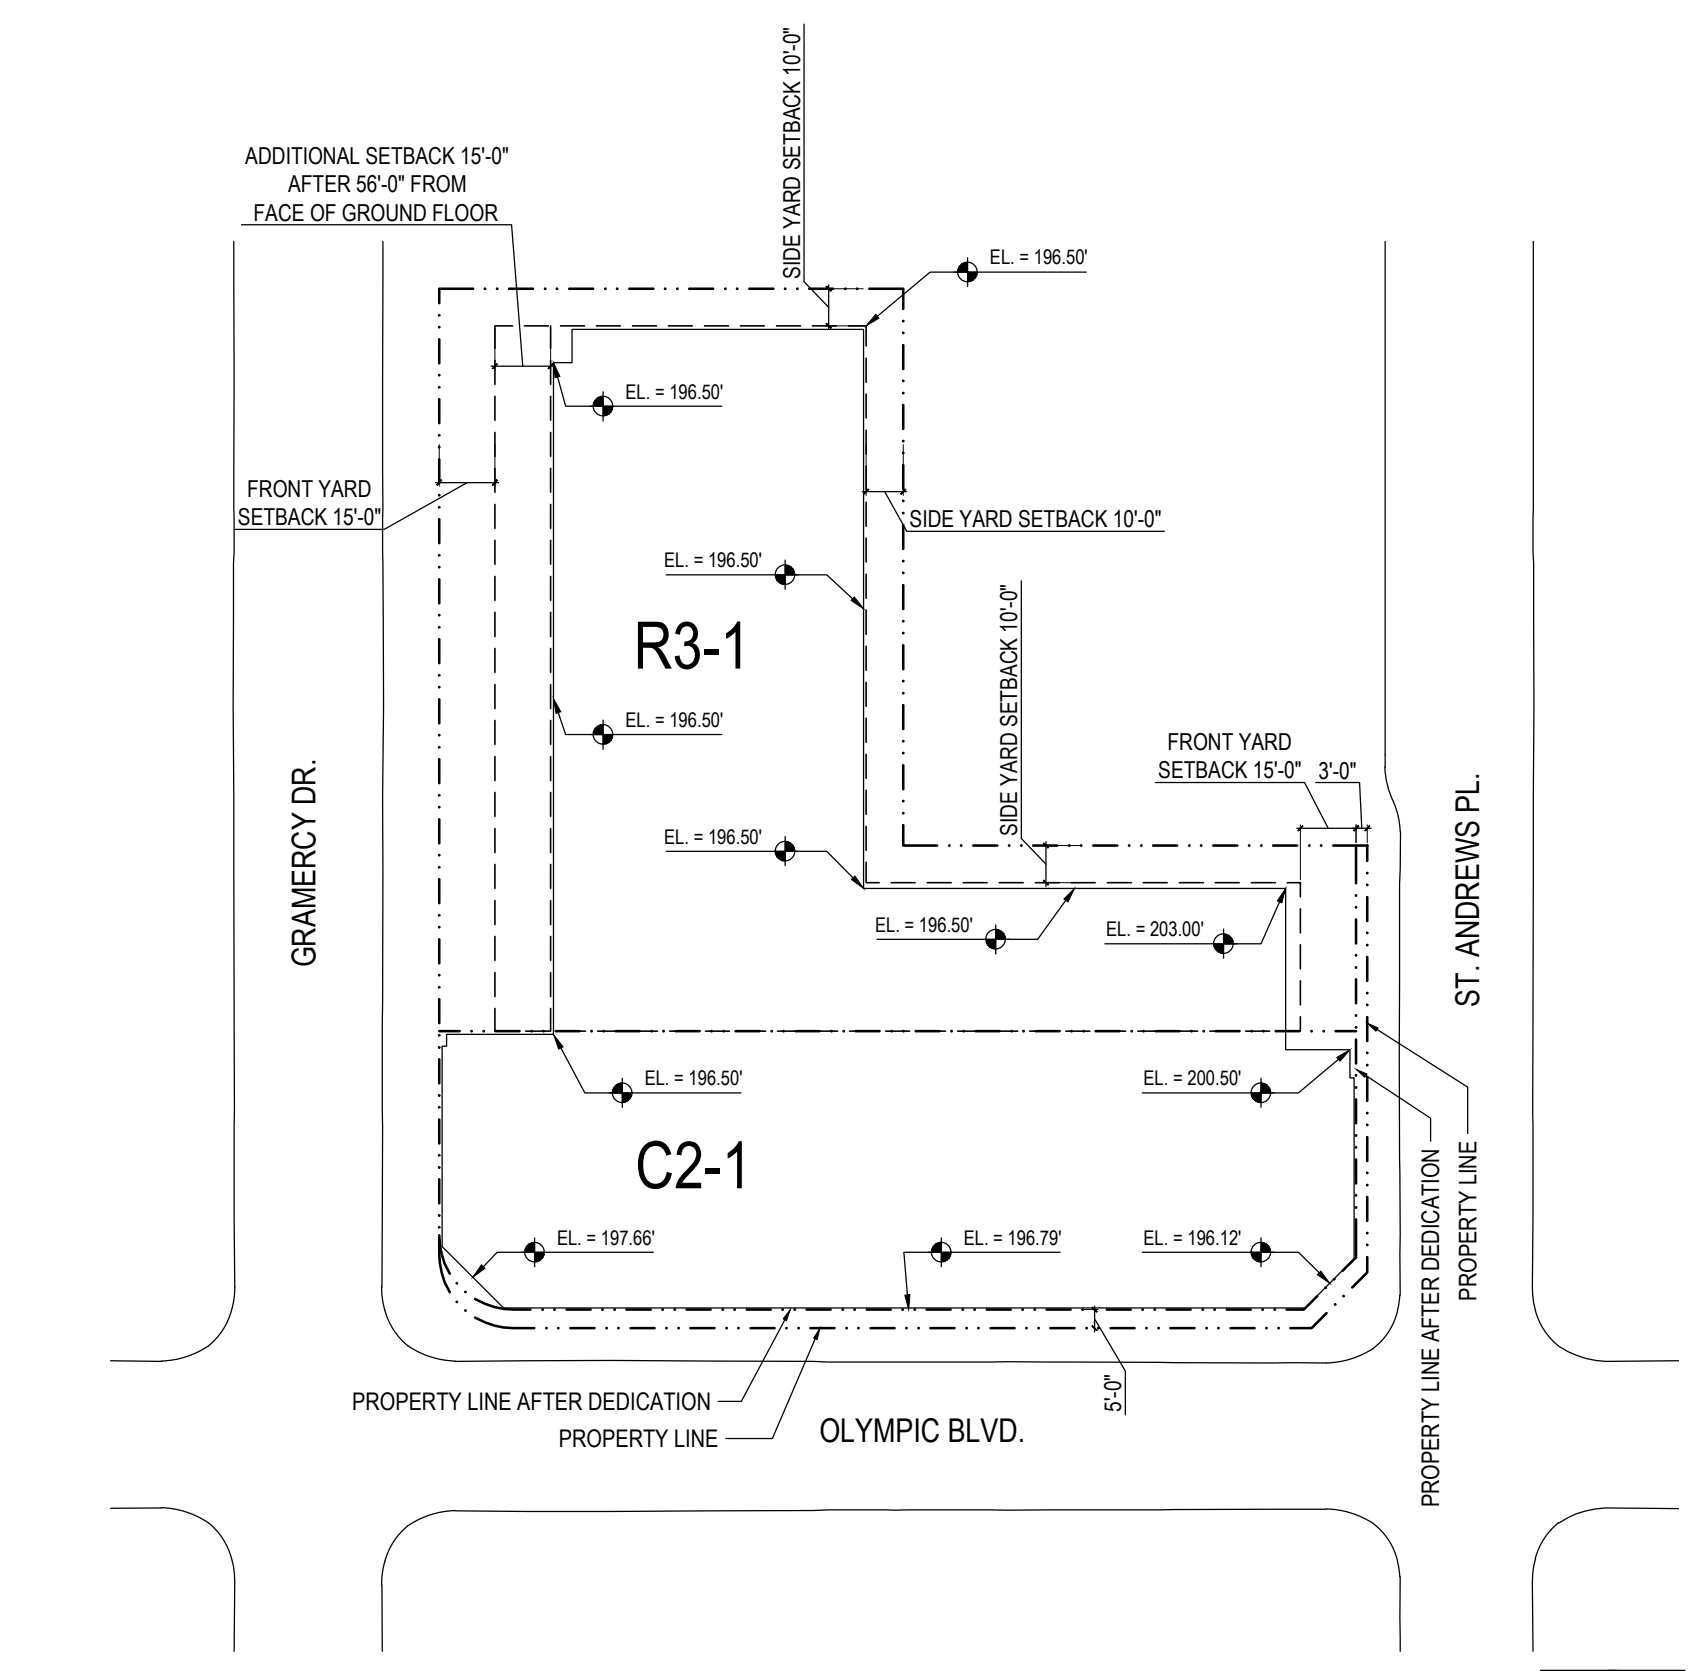 SIDE YARD SETBACK 10'-0"
ADDITIONAL SETBACK 15'-0"
AFTER 56'-0" FROM
FACE OF GROUND FLOOR
EL. = 196.50'
EL. = 196.50'
FRONT YARD
SETBACK 15'-0"
SIDE YARD SETBACK 10'-0"
EL. = 196.50'
R3-1
SIDE YARD SETBACK 10'-0"
EL. = 196.50'
FRONT YARD
SETBACK 15'-0"
3'-0"
GRAMERCY DR.
EL. = 196.50'
ST. ANDREWS PL.
EL. = 196.50'
EL. = 203.00'
EL. = 196.50'
EL. = 200.50'
C2-1
PROPERTY LINE AFTER DEDICATION
PROPERTY LINE
EL. = 197.66'
EL. = 196.79'
EL. = 196.12'
5'-0"
PROPERTY LINE AFTER DEDICATION
PROPERTY LINE
OLYMPIC BLVD.